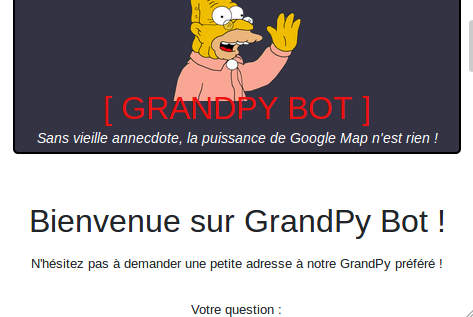 [ GRANDPY BOT ]
Sans vieille annecdote, la puissance de Google Map n'est rien !
Bienvenue sur GrandPy Bot !
N'hésitez pas à demander une petite adresse à notre GrandPy préféré !
Votre question :